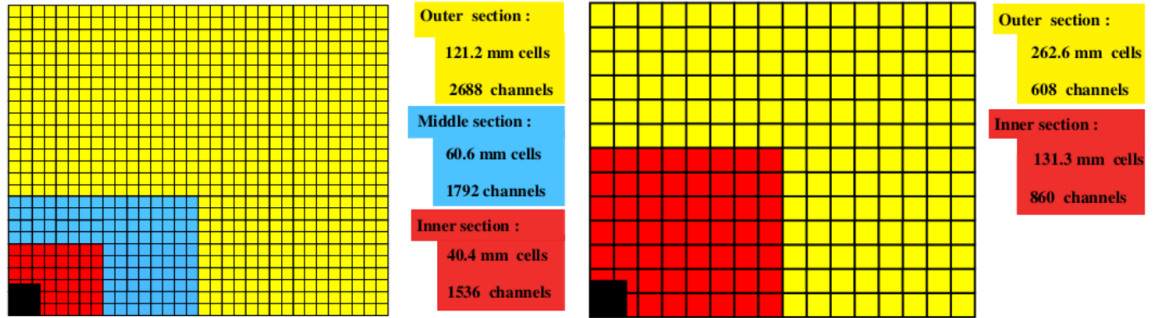 Outer section :
121.2 mm cells
2688 channels
Middle section :
60.6 mm cells
1792 channels
Inner section :
40.4 mm cells
1536 channels
Outer section :
262.6 mm cells
608 channels
Inner section :
131.3 mm cells
860 channels